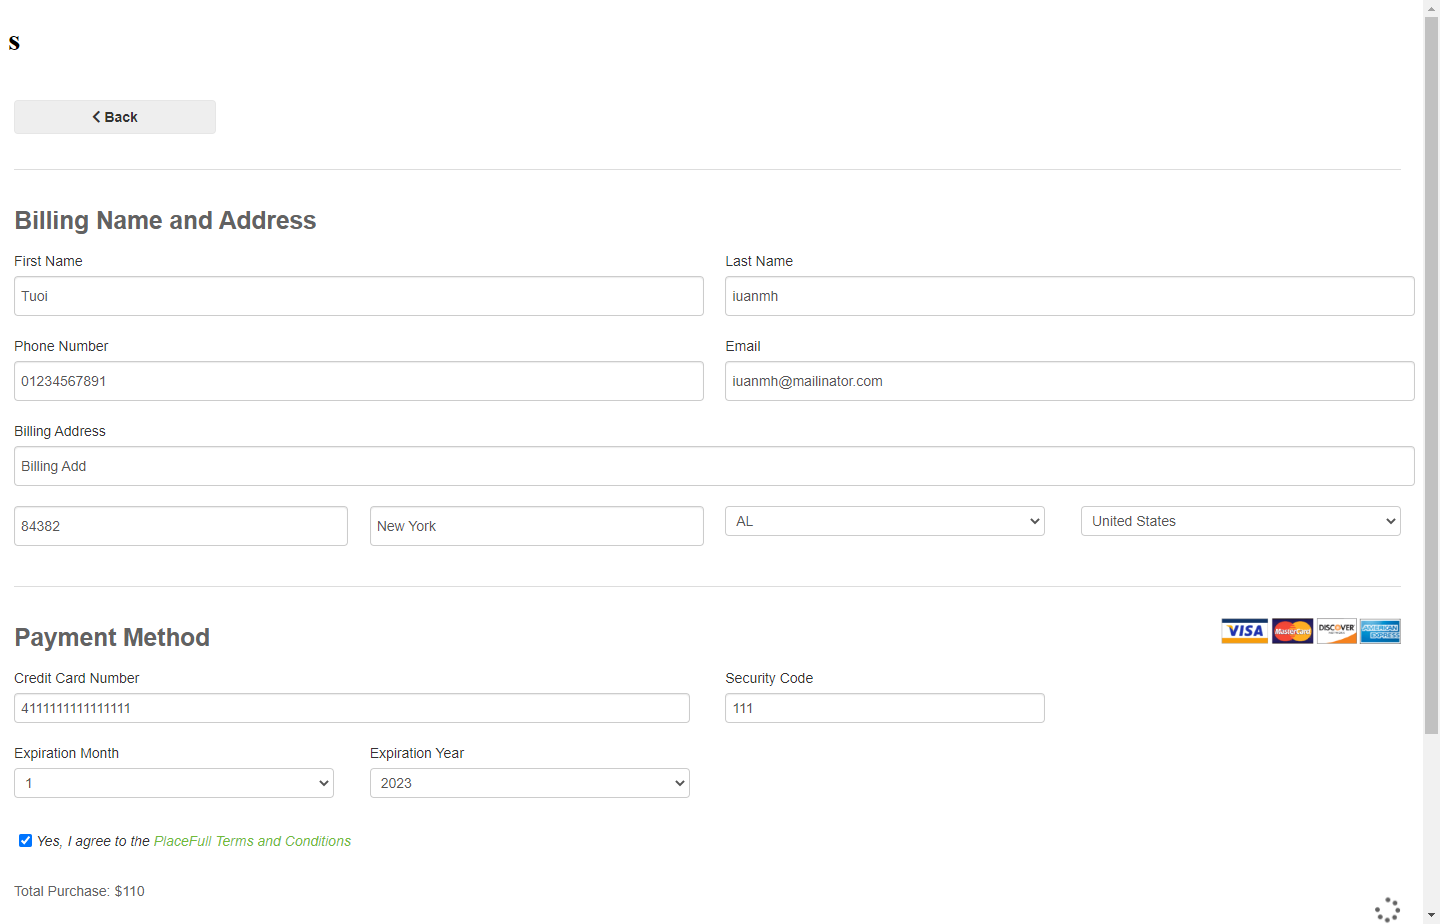 s
Back
Billing Name and Address
First Name Last Name
Tuoi iuanmh
Phone Number Email
01234567891 iuanmh@mailinator.com
Billing Address
Billing Add
84382 New York AL United States
Payment Method VISA MasterCard DISCOVER AMERICAN EXPRESS
Credit Card Number Security Code
4111111111111111 111
Expiration Month Expiration Year
1 2023
Yes, I agree to the PlaceFull Terms and Conditions
Total Purchase: $110